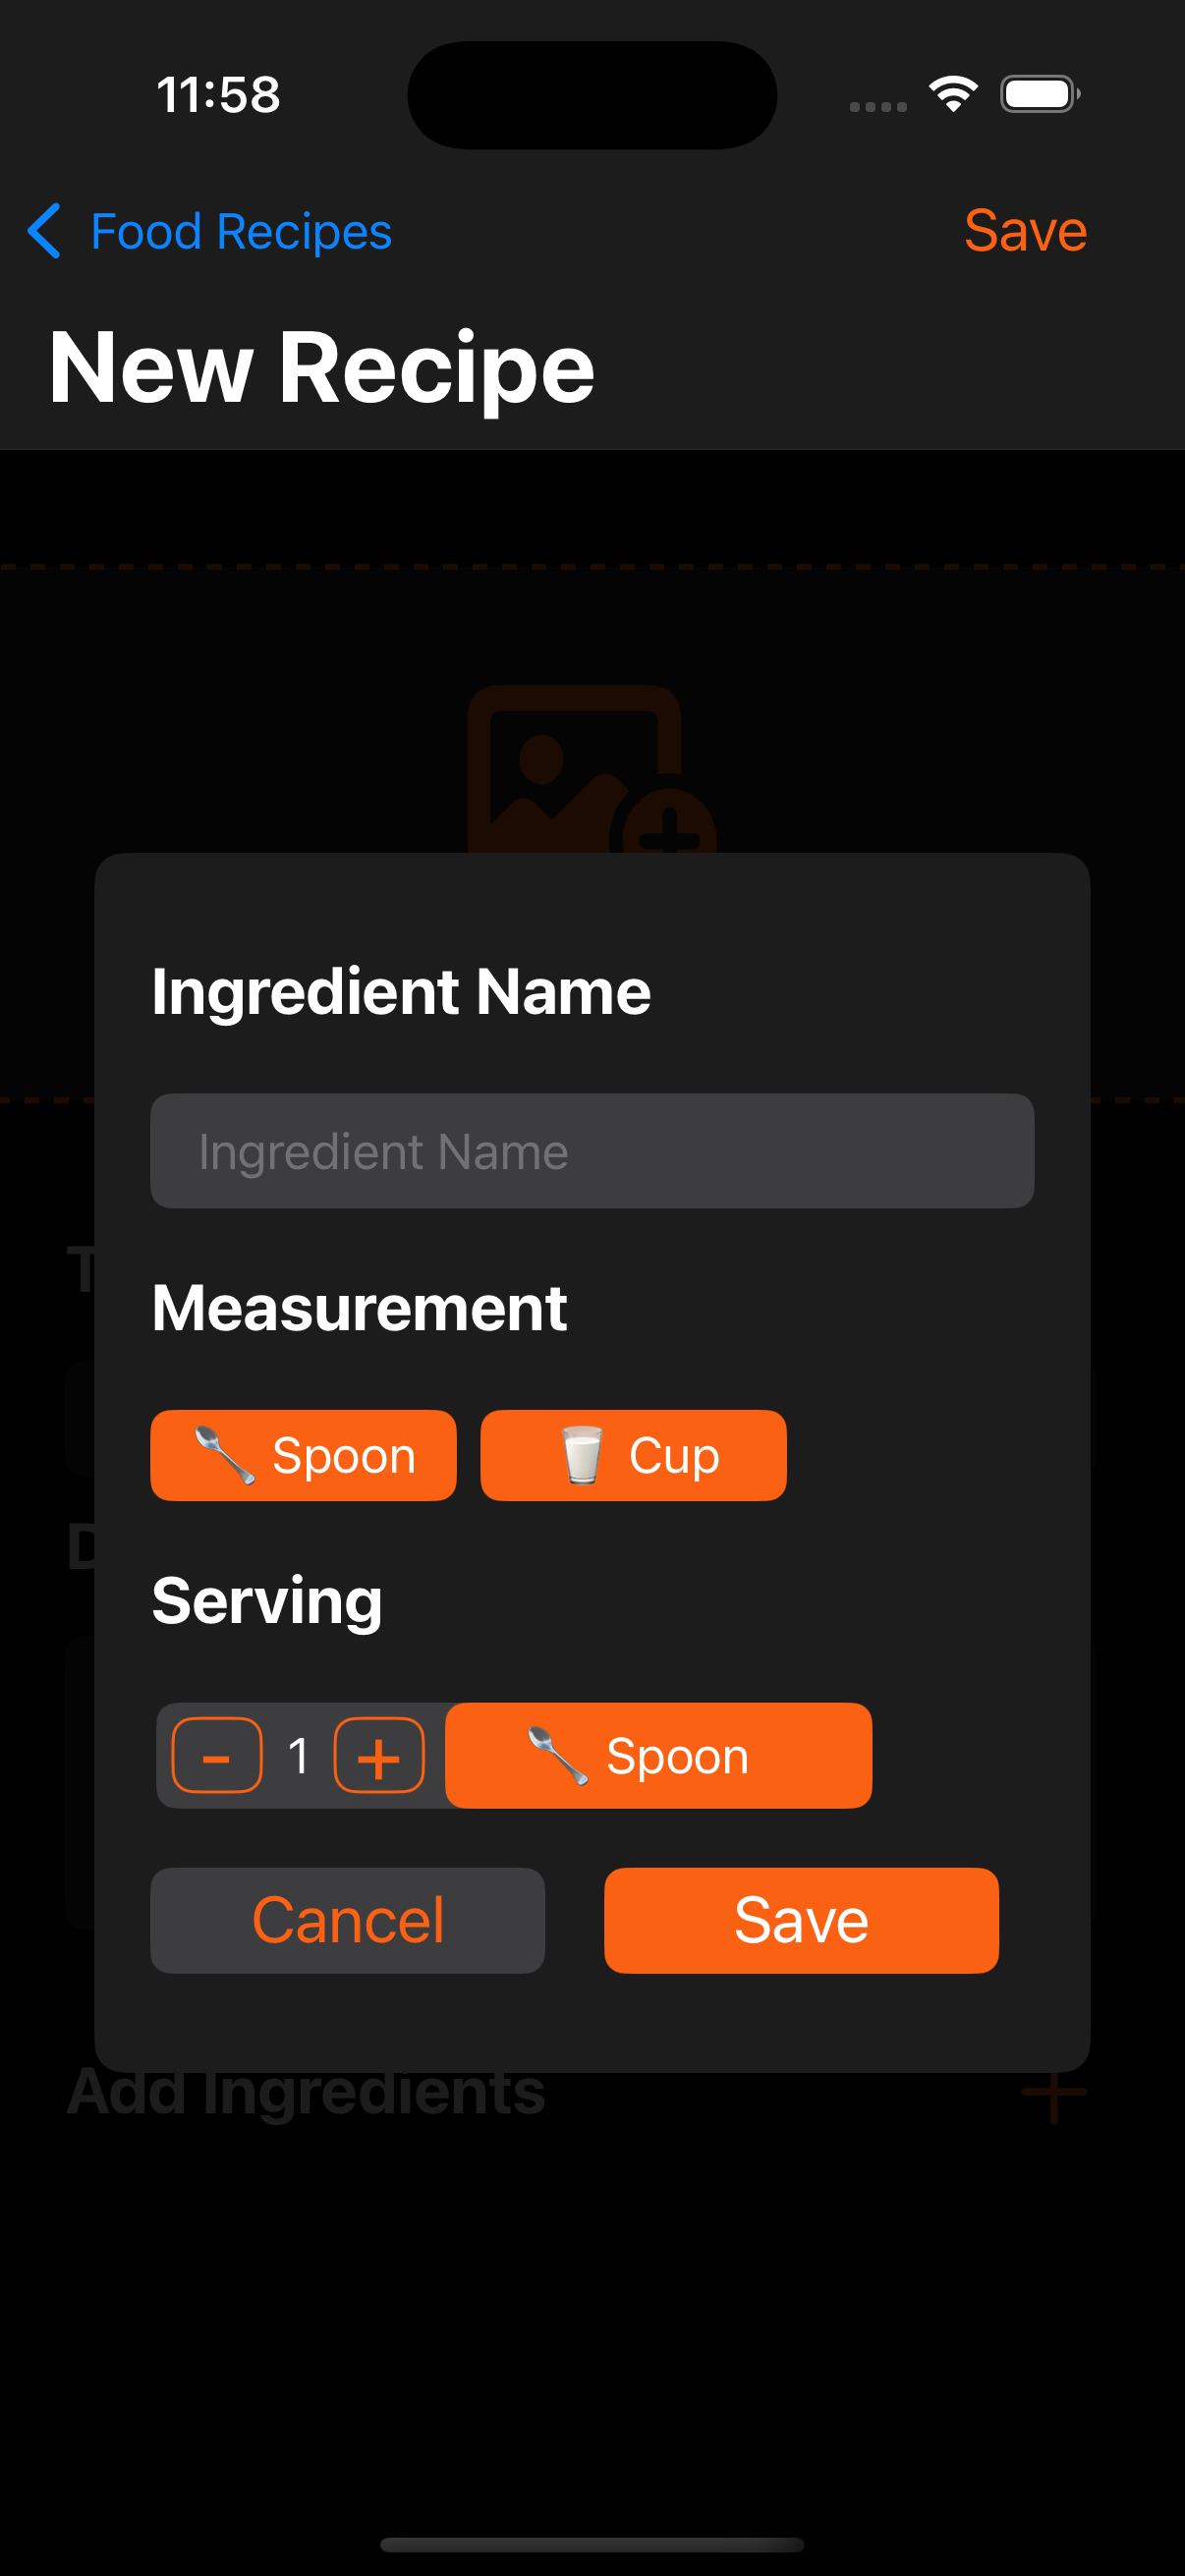 11:58
Food Recipes
Save
New Recipe
Ingredient Name
Ingredient Name
Measurement
🥄 Spoon
🥛 Cup
Serving
- 1 +
🥄 Spoon
Cancel
Save
Add Ingredients +